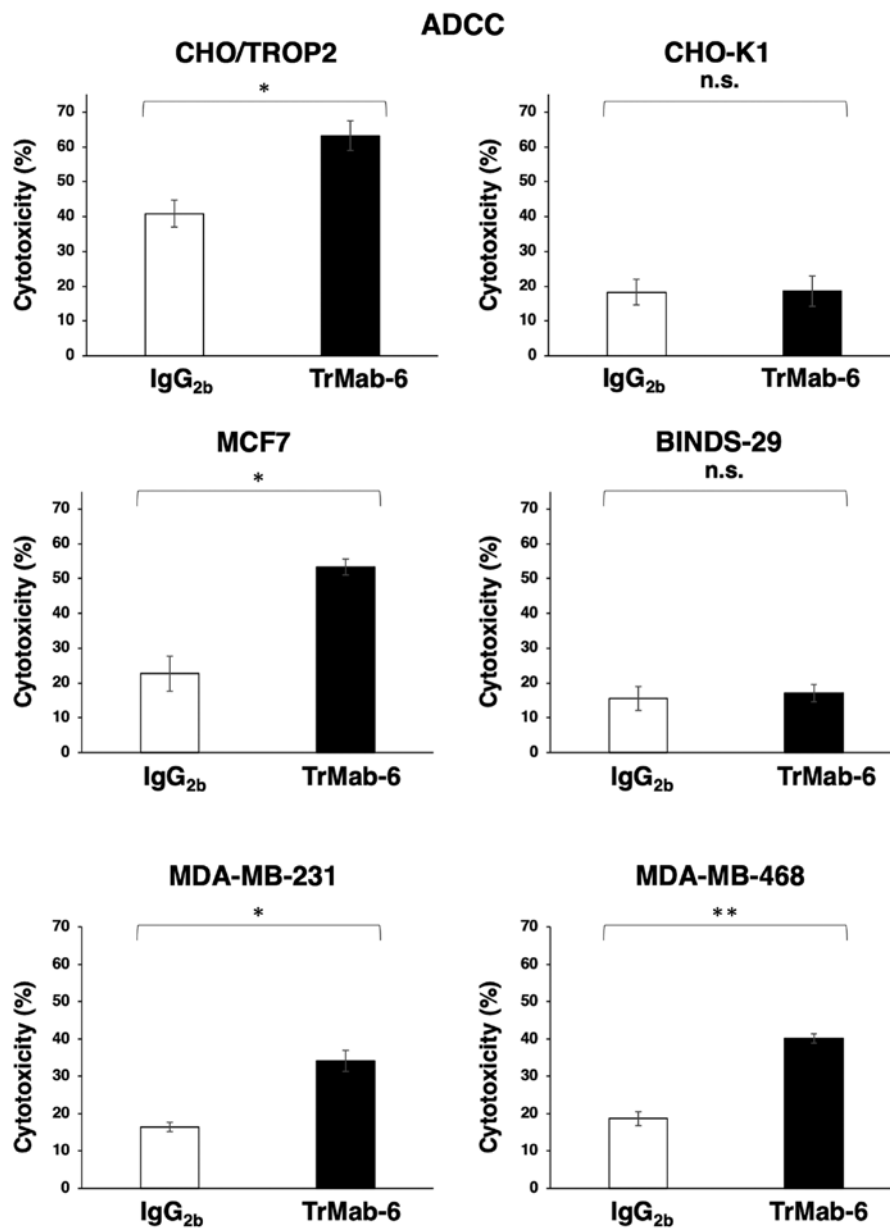 ADCC
CHO/TROP2
*
Cytotoxicity (%)
70
60
50
40
30
20
10
0
IgG2b
TrMab-6
CHO-K1
n.s.
Cytotoxicity (%)
70
60
50
40
30
20
10
0
IgG2b
TrMab-6
MCF7
*
Cytotoxicity (%)
70
60
50
40
30
20
10
0
IgG2b
TrMab-6
BINDS-29
n.s.
Cytotoxicity (%)
70
60
50
40
30
20
10
0
IgG2b
TrMab-6
MDA-MB-231
*
Cytotoxicity (%)
70
60
50
40
30
20
10
0
IgG2b
TrMab-6
MDA-MB-468
**
Cytotoxicity (%)
70
60
50
40
30
20
10
0
IgG2b
TrMab-6